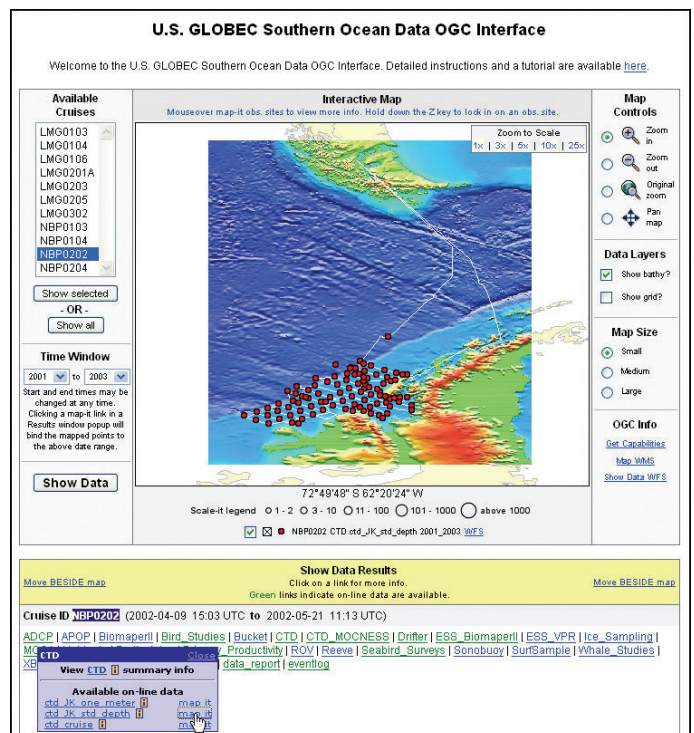 U.S. GLOBEC Southern Ocean Data OGC Interface
Welcome to the U.S. GLOBEC Southern Ocean Data OGC Interface. Detailed instructions and a tutorial are available here.
Available
Cruises
LMG0103
LMG0104
LMG0106
LMG0201A
LMG0203
LMG0205
LMG0302
NBP0103
NBP0104
NBP0202
NBP0204
Show selected
- OR -
Show all
Time Window
2001 to 2003
Start and end times may be
changed at any time.
Clicking a map-it link in a
Results window popup will
bind the mapped points to
the above date range.
Show Data
Interactive Map
Mouseover map-it obs. sites to view more info. Hold down the Z key to lock in on an obs. site.
Zoom to Scale
1x | 3x | 5x | 10x | 25x
72°49'48" S 62°20'24" W
Scale-it legend 1 - 2 3 - 10 11 - 100 101 - 1000 above 1000
NBP0202 CTD ctd_JK_std_depth 2001_2003 WFS
Map
Controls
Zoom
in
Zoom
out
Original
zoom
Pan
map
Data Layers
Show bathy?
Show grid?
Map Size
Small
Medium
Large
OGC Info
Get Capabilities
Map WMS
Show Data WFS
Show Data Results
Move BESIDE map
Click on a link for more info.
Move BESIDE map
Green links indicate on-line data are available.
Cruise ID NBP0202 (2002-04-09 15:03 UTC to 2002-05-21 11:13 UTC)
ADCP | APOP | Biomaperll | Bird_Studies | Bucket | CTD | CTD_MOCNESS | Drifter | ESS_Biomaperll | ESS_VPR | Ice_Sampling |
_Productivity | ROV | Reeve | Seabird_Surveys | Sonobuoy | SurfSample | Whale_Studies |
XB data_report | eventlog
CTD Close
View CTD i summary info
Available on-line data
ctd_JK_one_meter i map it
ctd_JK_std_depth i map it
ctd_cruise i